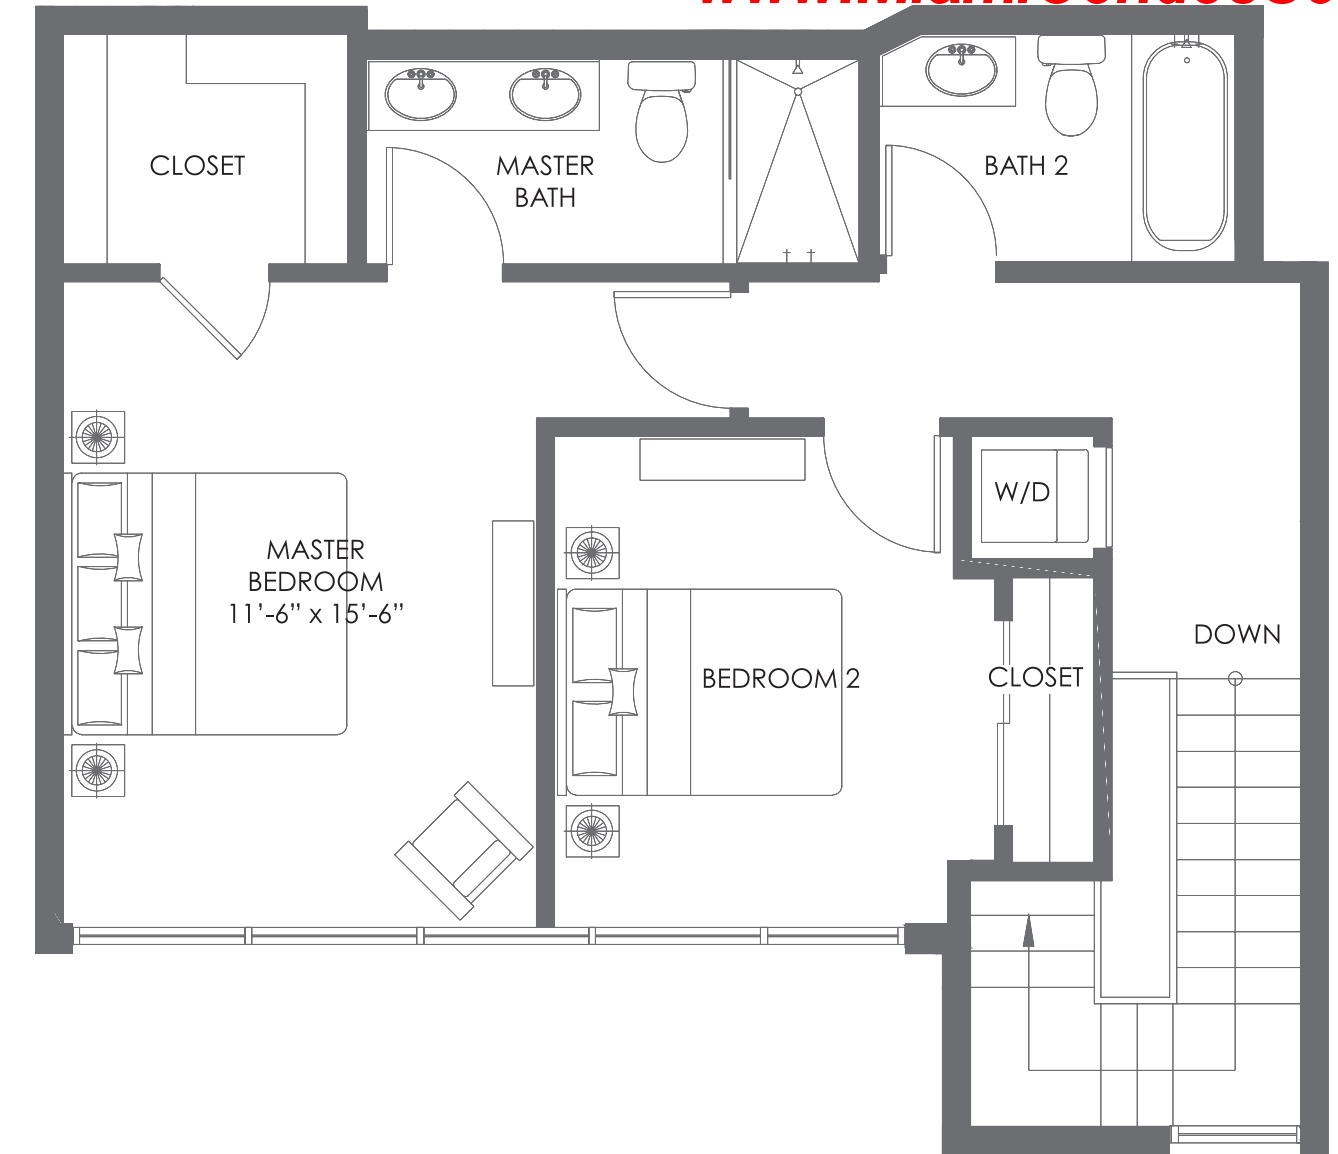 CLOSET
MASTER
BATH
BATH 2
W/D
MASTER
BEDROOM
11'-6” x 15'-6”
DOWN
BEDROOM 2
CLOSET